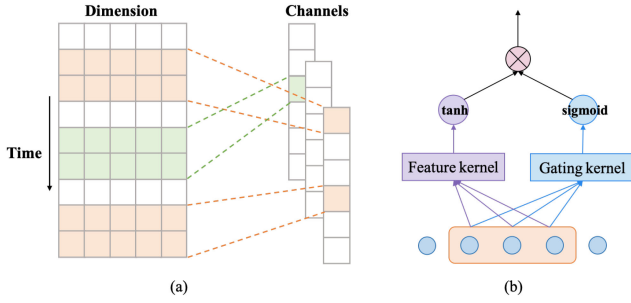 Dimension
Channels
Time
tanh
sigmoid
Feature kernel
Gating kernel
(a)
(b)